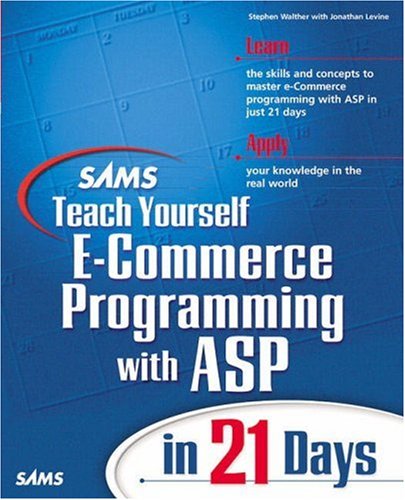 Stephen Walther with Jonathan Levine
Learn
the skills and concepts to
master e-Commerce
programming with ASP in
just 21 days
Apply
your knowledge in the
real world
SAMS
Teach Yourself
E-Commerce
Programming
with ASP
in 21 Days
SAMS